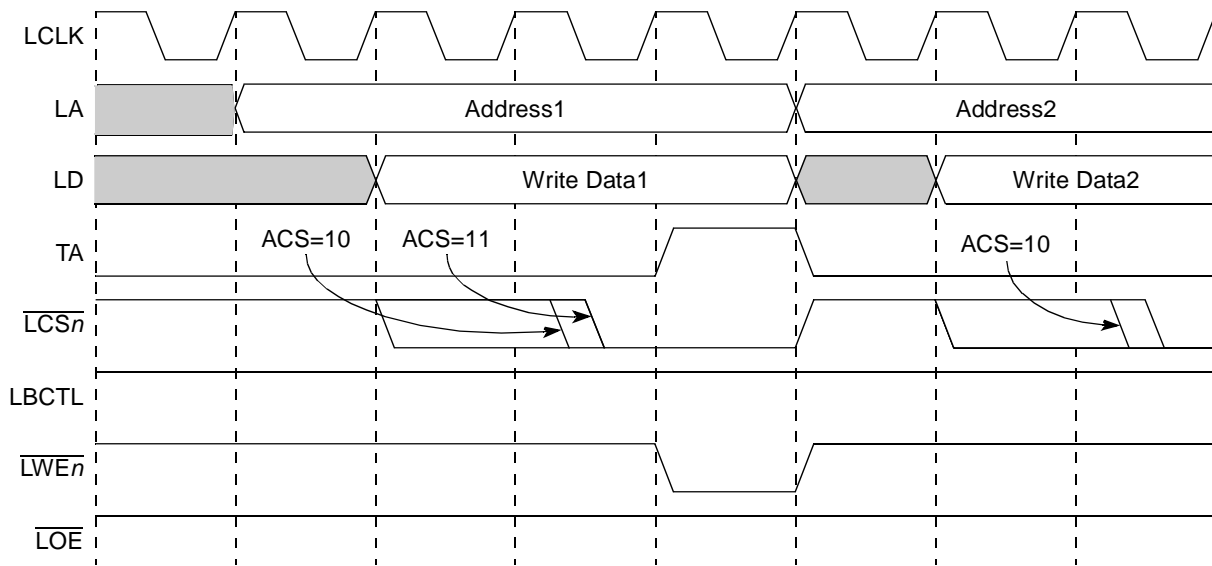 LCLK
LA
Address1
Address2
LD
Write Data1
Write Data2
TA
ACS=10
ACS=11
ACS=10
LCSn
LBCTL
LWEn
LOE